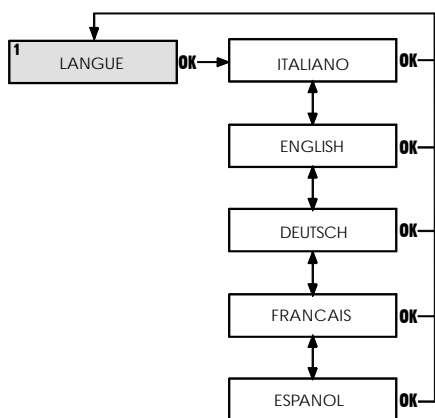 1
LANGUE OK ITALIANO OK
ENGLISH OK
DEUTSCH OK
FRANCAIS OK
ESPANOL OK